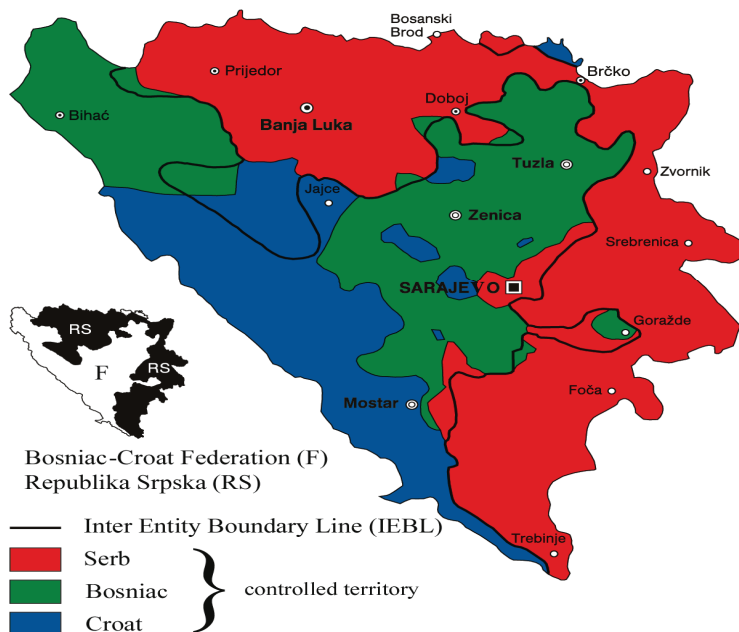 Bosanski
Brod
Prijedor
Brčko
Doboj
Bihać
Banja Luka
Tuzla
Zvornik
Jajce
Zenica
Srebrenica
SARAJEVO
Goražde
RS
RS
F
Foča
Mostar
Bosniac-Croat Federation (F)
Republika Srpska (RS)
Inter Entity Boundary Line (IEBL)
Trebinje
Serb
Bosniac
controlled territory
Croat